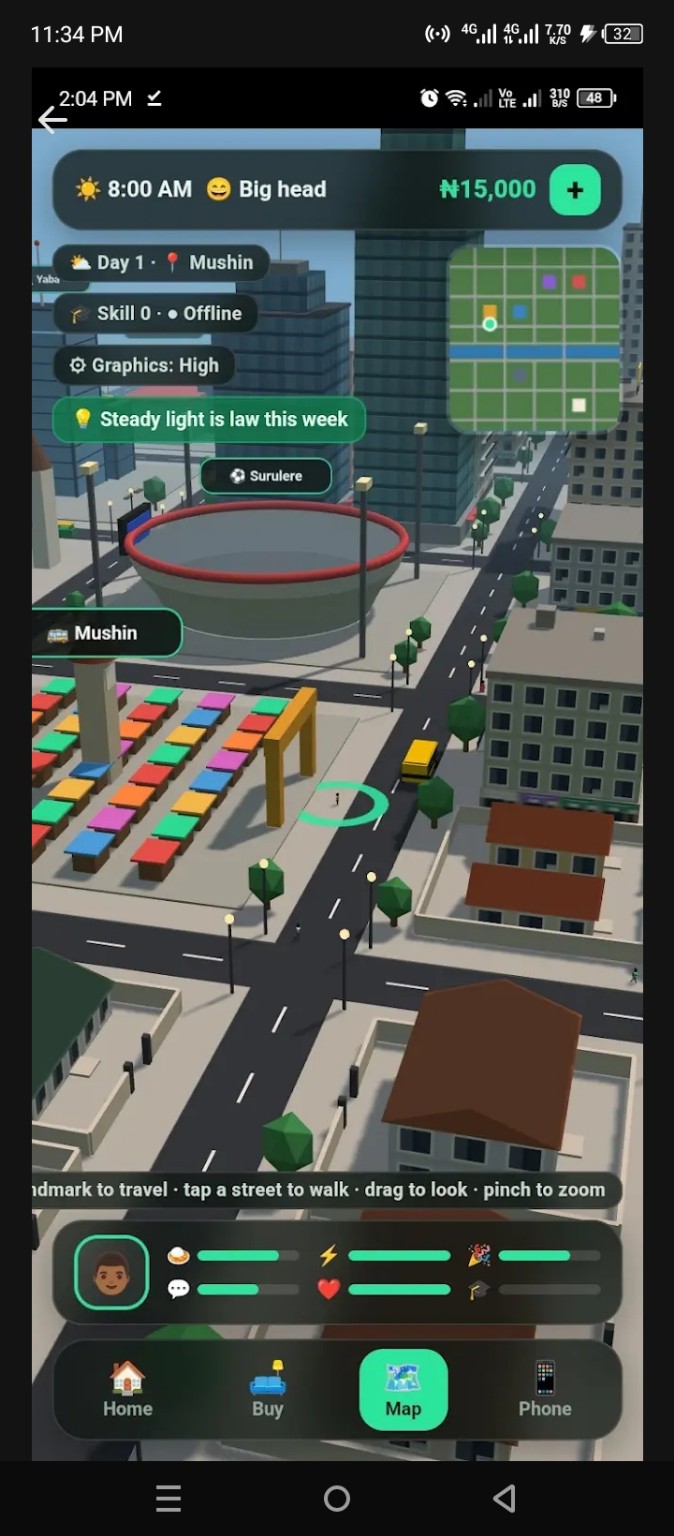 11:34 PM 4G 4G 7.70 K/S 32
2:04 PM Vo LTE 310 B/S 48
8:00 AM Big head ₦15,000 +
Yaba
Day 1 · Mushin
Skill 0 · Offline
Graphics: High
Steady light is law this week
Surulere
Mushin
ndmark to travel · tap a street to walk · drag to look · pinch to zoom
Home Buy Map Phone